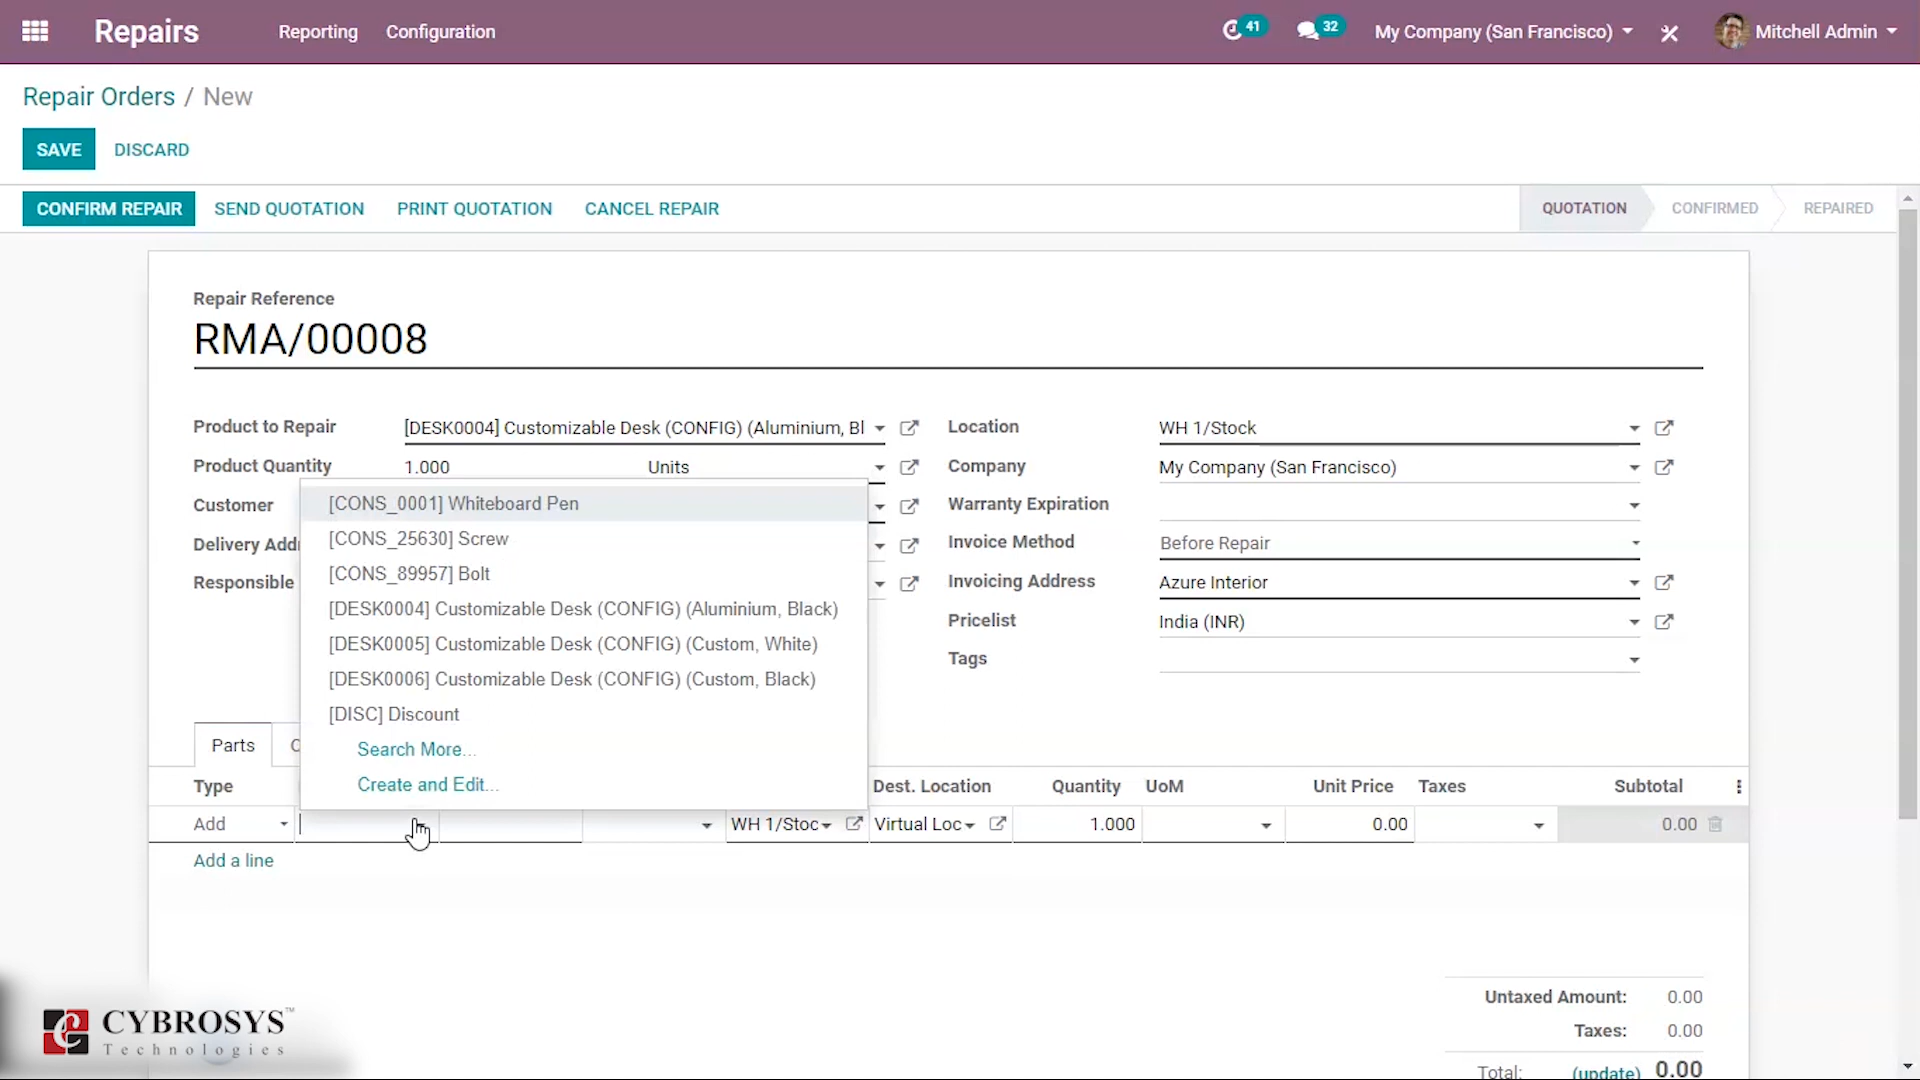 Repairs Reporting Configuration 41 32 My Company (San Francisco) Mitchell Admin
Repair Orders / New
SAVE DISCARD
CONFIRM REPAIR SEND QUOTATION PRINT QUOTATION CANCEL REPAIR QUOTATION CONFIRMED REPAIRED
Repair Reference
RMA/00008
Product to Repair [DESK0004] Customizable Desk (CONFIG) (Aluminium, Bl Location WH 1/Stock
Product Quantity 1.000 Units Company My Company (San Francisco)
Customer [CONS_0001] Whiteboard Pen Warranty Expiration
[CONS_25630] Screw Invoice Method Before Repair
Delivery Addr
[CONS_89957] Bolt
Responsible Invoicing Address Azure Interior
[DESK0004] Customizable Desk (CONFIG) (Aluminium, Black) Pricelist India (INR)
[DESK0005] Customizable Desk (CONFIG) (Custom, White) Tags
[DESK0006] Customizable Desk (CONFIG) (Custom, Black)
[DISC] Discount
Search More...
Create and Edit...
Parts
Type Dest. Location Quantity UoM Unit Price Taxes Subtotal
Add WH 1/Stoc Virtual Loc 1.000 0.00 0.00
Add a line
Untaxed Amount: 0.00
Taxes: 0.00
Total: (update) 0.00
CYBROSYS™
Technologies